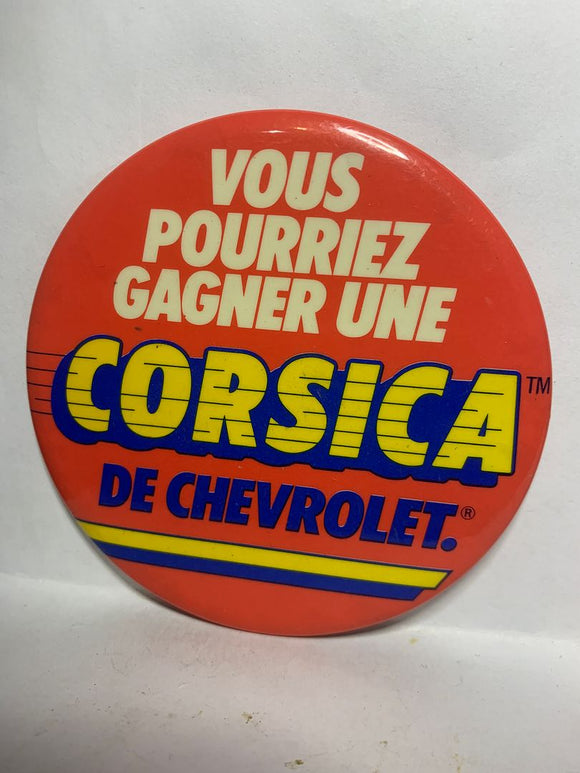 VOUS
POURRIEZ
GAGNER UNE
CORSICA™
DE CHEVROLET.®